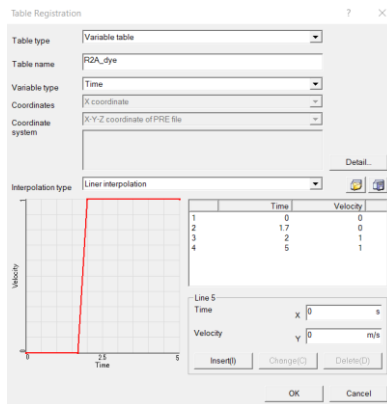 Table Registration ? ×
Table type Variable table
Table name R2A_dye
Variable type Time
Coordinates X coordinate
Coordinate system X-Y-Z coordinate of PRE file
Detail...
Interpolation type Liner interpolation
Time Velocity
1 0 0
2 1.7 0
3 2 1
4 5 1
1
Velocity
0
0 2.5 5
Time
Line 5
Time X 0 s
Velocity Y 0 m/s
Insert(I) Change(C) Delete(D)
OK Cancel